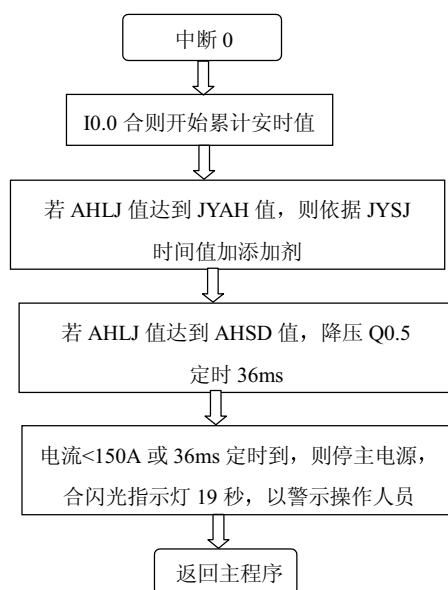 中断 0
I0.0 合则开始累计安时值
若 AHLJ 值达到 JYAH 值，则依据 JYSJ
时间值加添加剂
若 AHLJ 值达到 AHSD 值，降压 Q0.5
定时 36ms
电流<150A 或 36ms 定时到，则停主电源，
合闪光指示灯 19 秒，以警示操作人员
返回主程序